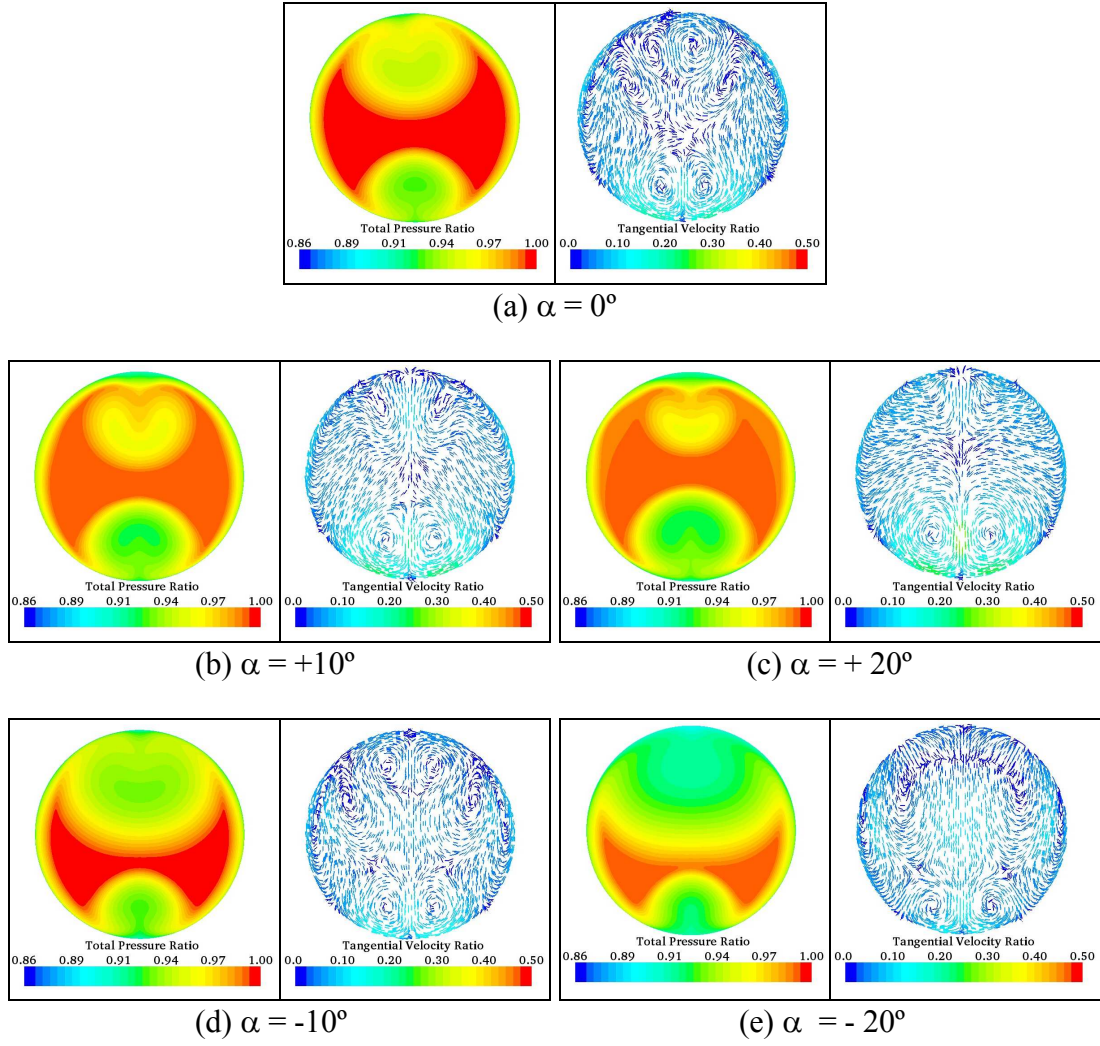 Total Pressure Ratio Tangential Velocity Ratio
0.86 0.89 0.91 0.94 0.97 1.00 0.0 0.10 0.20 0.30 0.40 0.50
(a) α = 0º
Total Pressure Ratio Tangential Velocity Ratio Total Pressure Ratio Tangential Velocity Ratio
0.86 0.89 0.91 0.94 0.97 1.00 0.0 0.10 0.20 0.30 0.40 0.50 0.86 0.89 0.91 0.94 0.97 1.00 0.0 0.10 0.20 0.30 0.40 0.50
(b) α = +10º (c) α = + 20º
Total Pressure Ratio Tangential Velocity Ratio Total Pressure Ratio Tangential Velocity Ratio
0.86 0.89 0.91 0.94 0.97 1.00 0.0 0.10 0.20 0.30 0.40 0.50 0.86 0.89 0.91 0.94 0.97 1.00 0.0 0.10 0.20 0.30 0.40 0.50
(d) α = -10º (e) α = - 20º